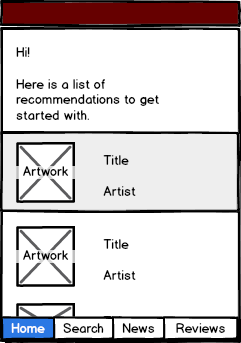 Hi!
Here is a list of
recommendations to get
started with.
Artwork
Title
Artist
Artwork
Title
Artist
Home
Search
News
Reviews